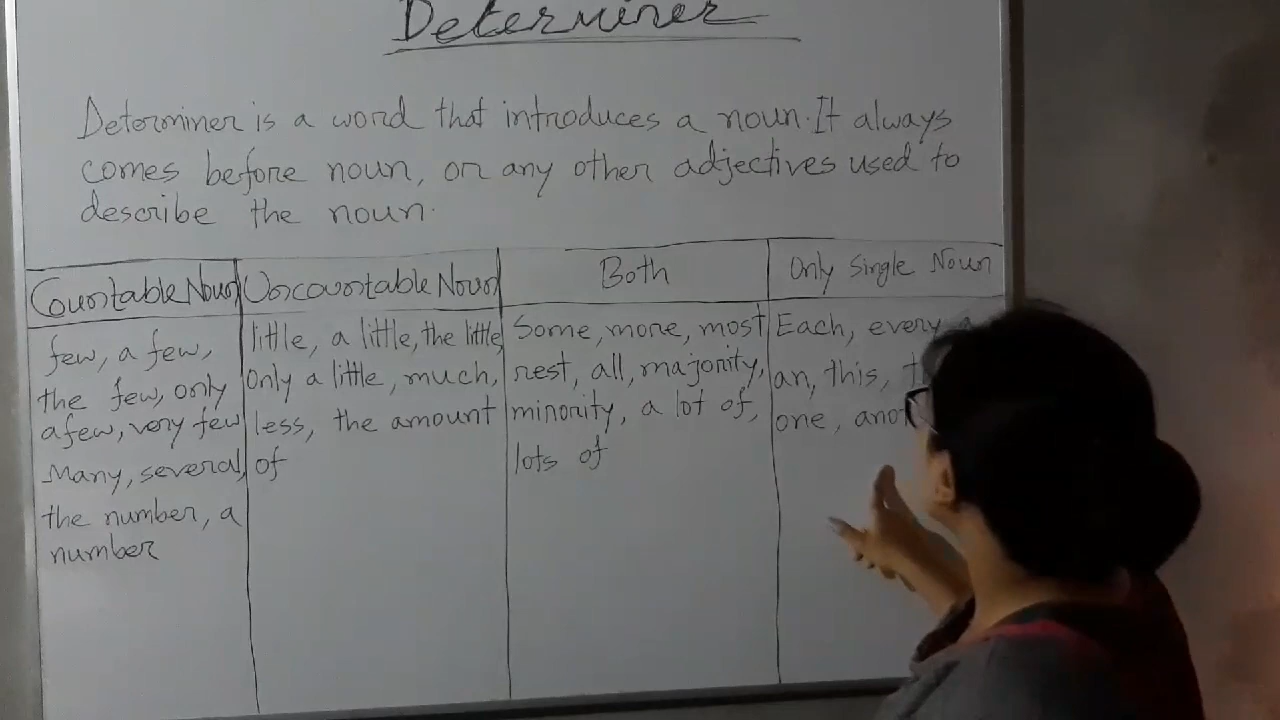 Determiner
Determiner is a word that introduces a noun. It always
comes before noun, or any other adjectives used to
describe the noun.
Countable Noun
few, a few,
the few, only
a few, very few
Many, several,
the number, a
number
Uncountable Noun
little, a little, the little,
Only a little, much,
less, the amount
of
Both
Some, more, most
rest, all, majority,
minority, a lot of,
lots of
Only Single Noun
Each, every
an, this,
one,